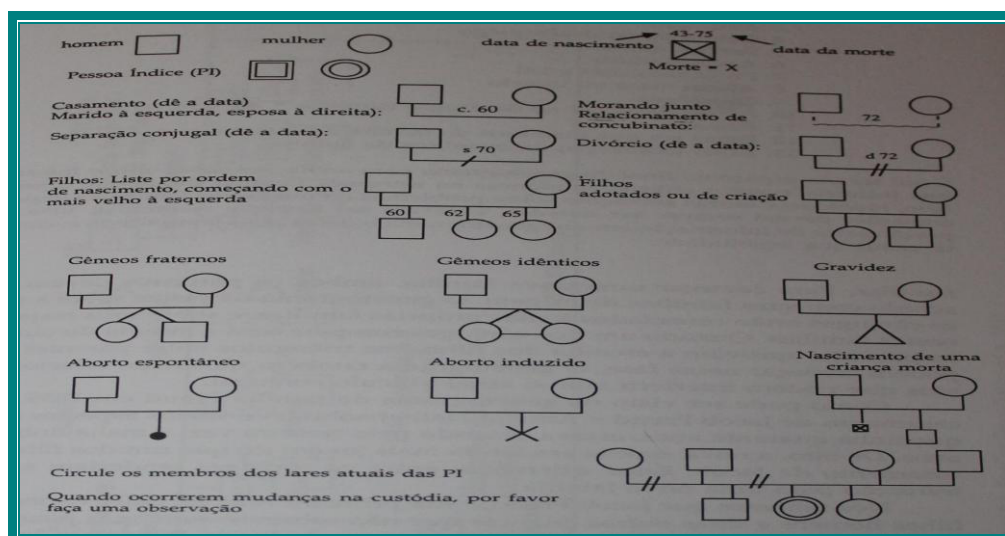 homem
mulher
data de nascimento
43-75
data da morte
Morte = X
Pessoa Índice (PI)
Casamento (dê a data)
Marido à esquerda, esposa à direita):
c. 60
Morando junto
Relacionamento de
concubinato:
72
Separação conjugal (dê a data):
s 70
Divórcio (dê a data):
d 72
Filhos: Liste por ordem
de nascimento, começando com o
mais velho à esquerda
60 62 65
Filhos
adotados ou de criação
Gêmeos fraternos
Gêmeos idênticos
Gravidez
Aborto espontâneo
Aborto induzido
Nascimento de uma
criança morta
Circule os membros dos lares atuais das PI
Quando ocorrerem mudanças na custódia, por favor
faça uma observação